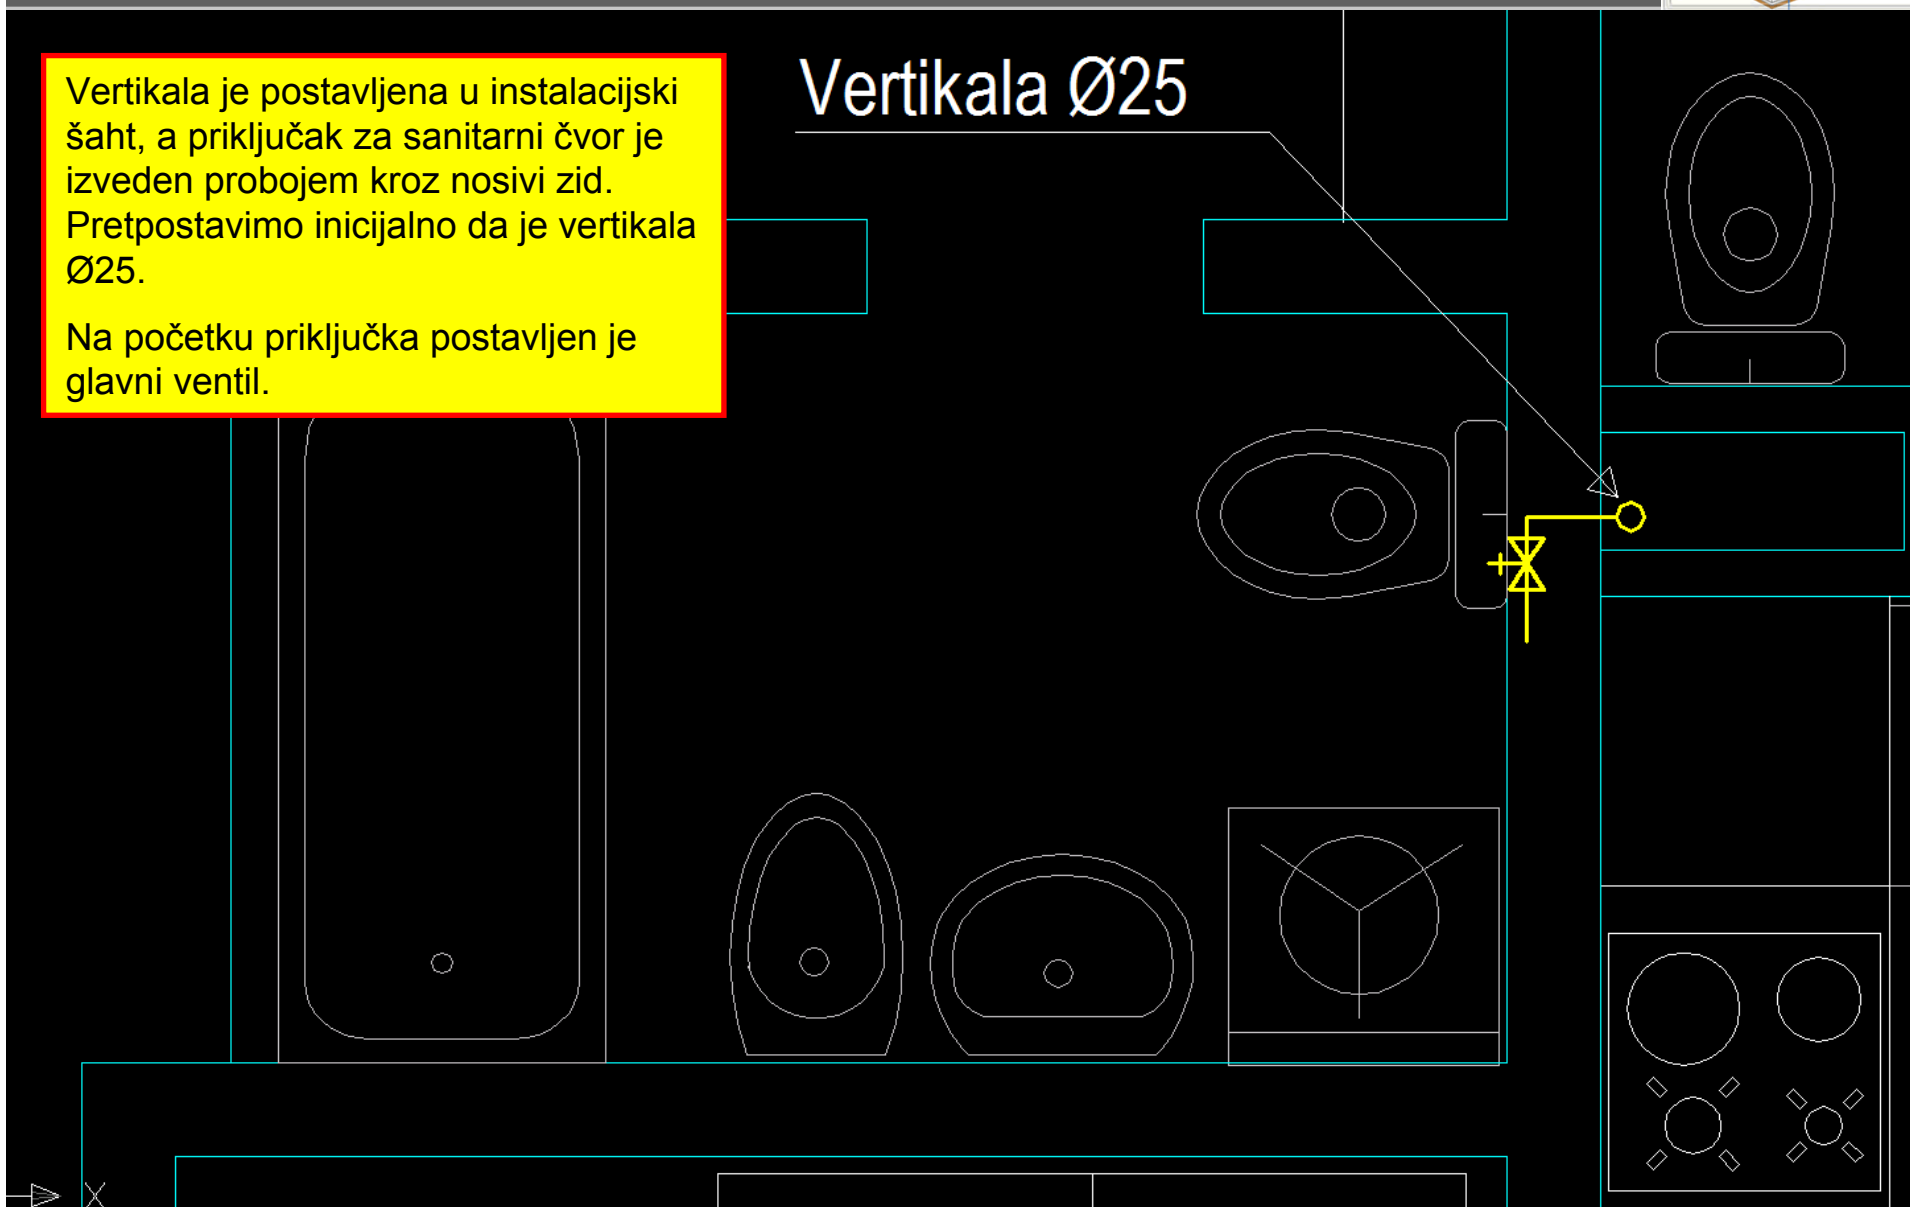 Vertikala je postavljena u instalacijski
šaht, a priključak za sanitarni čvor je
izveden probojem kroz nosivi zid.
Pretpostavimo inicijalno da je vertikala
Ø25.
Na početku priključka postavljen je
glavni ventil.
Vertikala Ø25
X